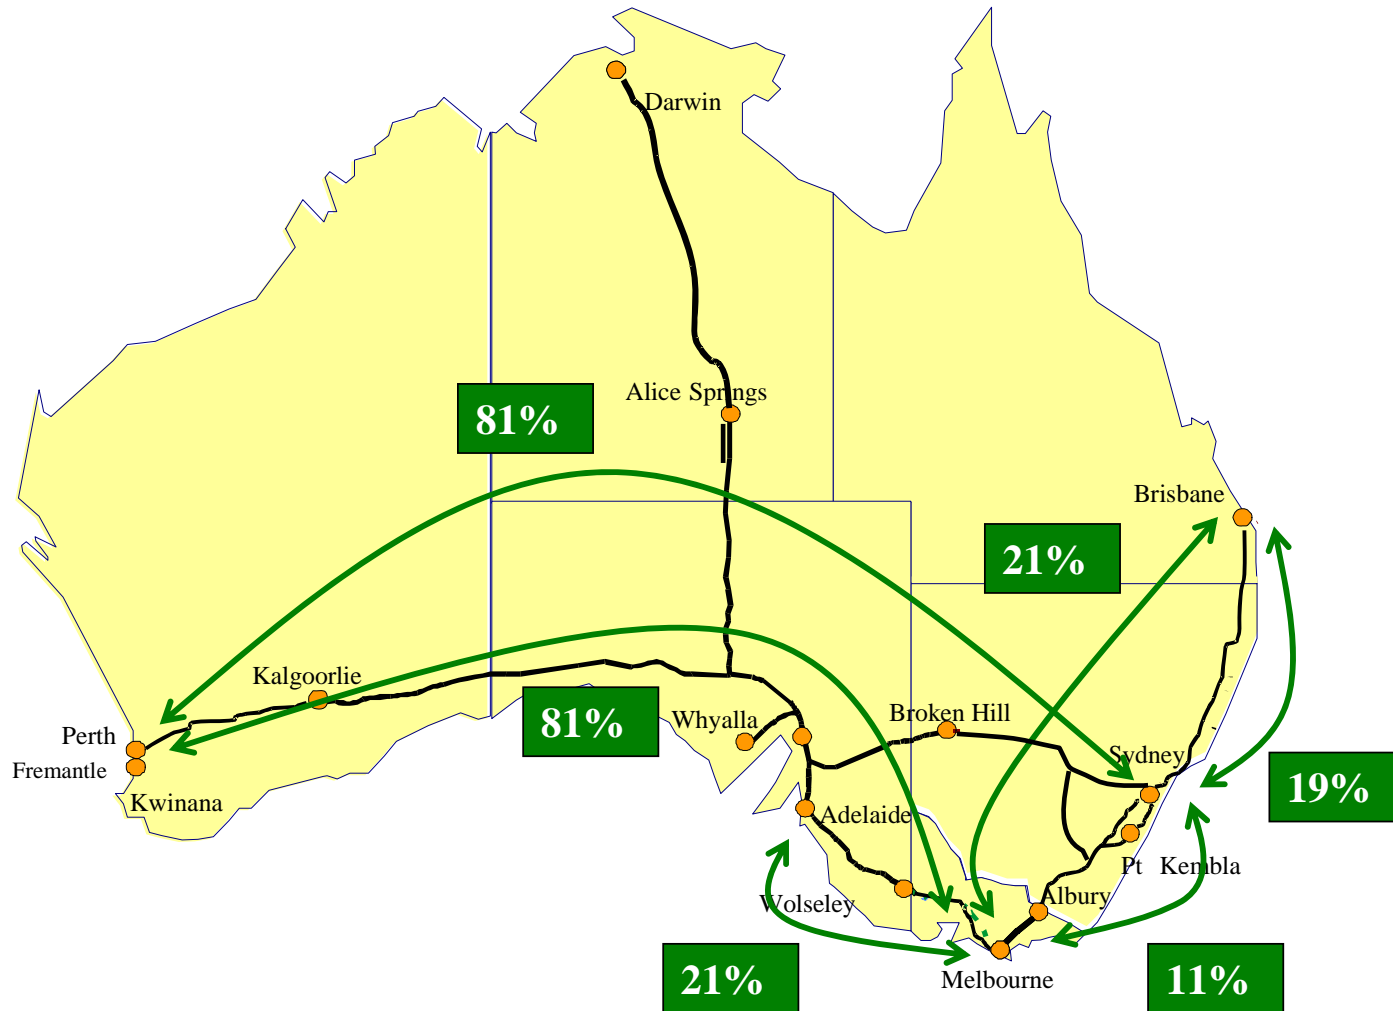 Darwin
Alice Springs
81%
Brisbane
21%
Kalgoorlie
81%
Whyalla
Broken Hill
Perth
Sydney
Fremantle
19%
Kwinana
Adelaide
Pt Kembla
Wolseley
Albury
21%
Melbourne
11%